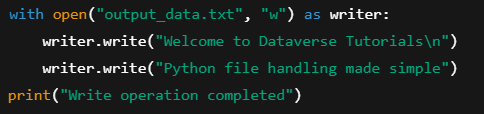 with open("output_data.txt", "w") as writer:
    writer.write("Welcome to Dataverse Tutorials\n")
    writer.write("Python file handling made simple")
print("Write operation completed")